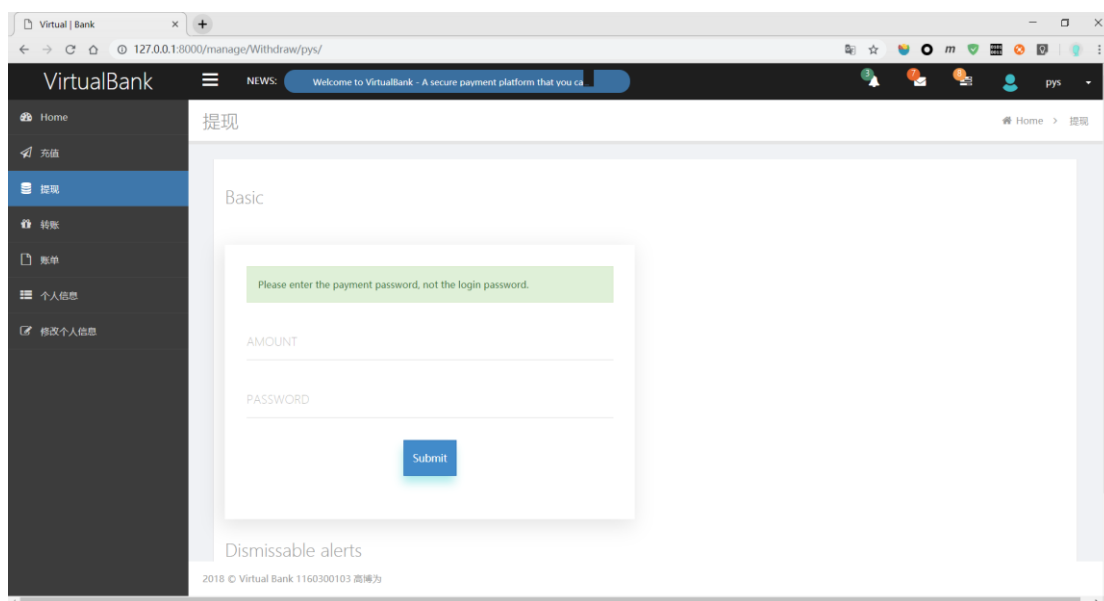 Virtual | Bank
127.0.0.1:8000/manage/Withdraw/pys/
VirtualBank
NEWS: Welcome to VirtualBank - A secure payment platform that you ca
3
7
8
pys
Home
充值
提现
转账
账单
个人信息
修改个人信息
提现
Home > 提现
Basic
Please enter the payment password, not the login password.
AMOUNT
PASSWORD
Submit
Dismissable alerts
2018 © Virtual Bank 1160300103 高博为